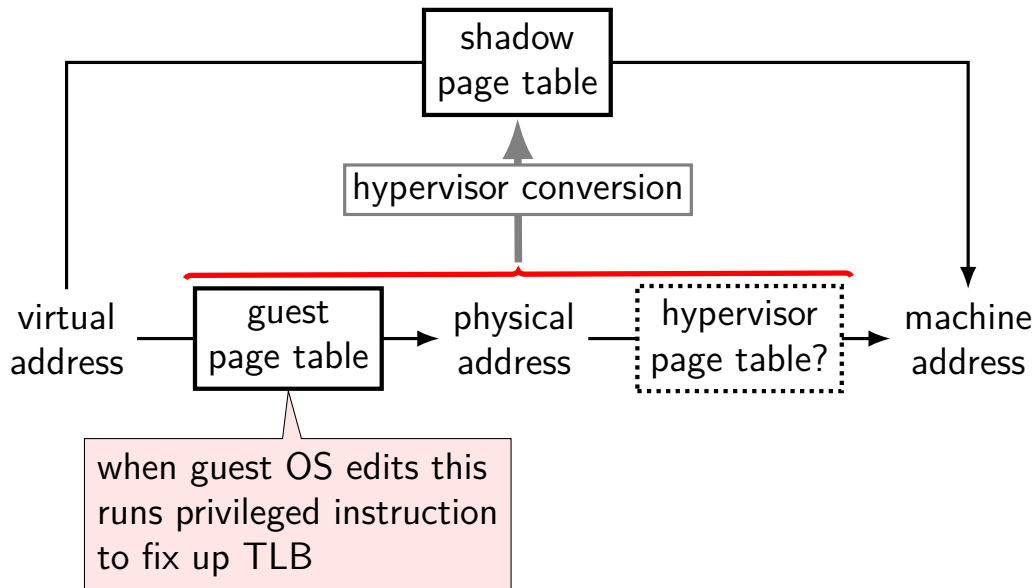 shadow
page table
hypervisor conversion
virtual
address
guest
page table
physical
address
hypervisor
page table?
machine
address
when guest OS edits this
runs privileged instruction
to fix up TLB